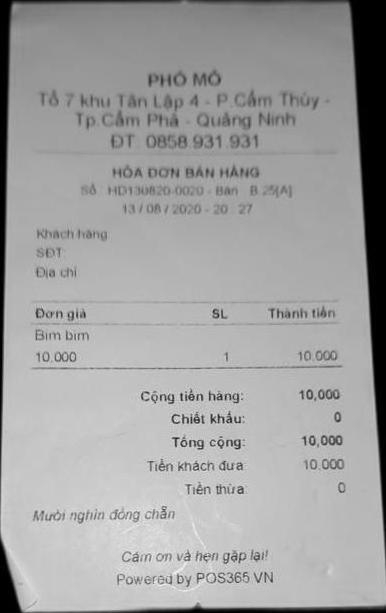 PHỐ MỎ
Tổ 7 khu Tân Lập 4 - P.Cẩm Thủy -
Tp.Cẩm Phả - Quảng Ninh
ĐT: 0858.931.931
HÓA ĐƠN BÁN HÀNG
Số : HD130820-0020 - Bàn : B.25[A]
13 / 08 / 2020 - 20 : 27
Khách hàng:
SĐT:
Địa chỉ:
Đơn giá SL Thành tiền
Bim bim
10.000 1 10.000
Cộng tiền hàng: 10,000
Chiết khấu: 0
Tổng cộng: 10,000
Tiền khách đưa: 10.000
Tiền thừa: 0
Mười nghìn đồng chẵn
Cám ơn và hẹn gặp lại!
Powered by POS365.VN